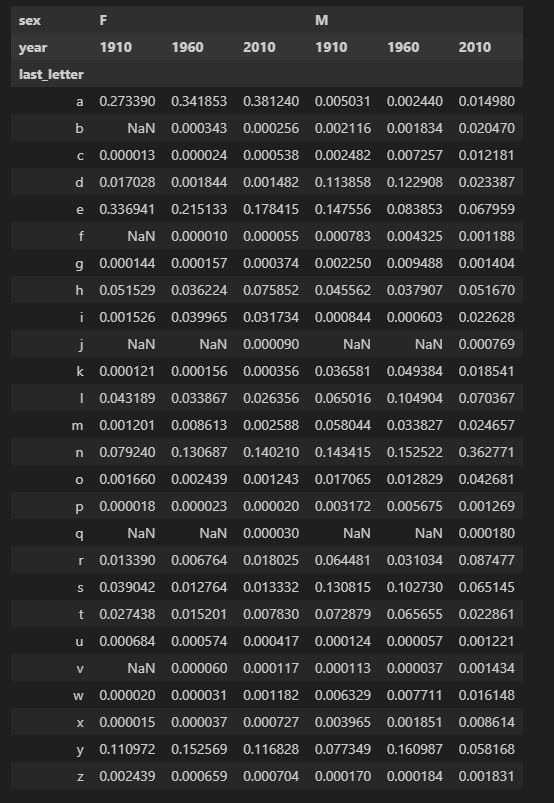 sex F M
year 1910 1960 2010 1910 1960 2010
last_letter
a 0.273390 0.341853 0.381240 0.005031 0.002440 0.014980
b NaN 0.000343 0.000256 0.002116 0.001834 0.020470
c 0.000013 0.000024 0.000538 0.002482 0.007257 0.012181
d 0.017028 0.001844 0.001482 0.113858 0.122908 0.023387
e 0.336941 0.215133 0.178415 0.147556 0.083853 0.067959
f NaN 0.000010 0.000055 0.000783 0.004325 0.001188
g 0.000144 0.000157 0.000374 0.002250 0.009488 0.001404
h 0.051529 0.036224 0.075852 0.045562 0.037907 0.051670
i 0.001526 0.039965 0.031734 0.000844 0.000603 0.022628
j NaN NaN 0.000090 NaN NaN 0.000769
k 0.000121 0.000156 0.000356 0.036581 0.049384 0.018541
l 0.043189 0.033867 0.026356 0.065016 0.104904 0.070367
m 0.001201 0.008613 0.002588 0.058044 0.033827 0.024657
n 0.079240 0.130687 0.140210 0.143415 0.152522 0.362771
o 0.001660 0.002439 0.001243 0.017065 0.012829 0.042681
p 0.000018 0.000023 0.000020 0.003172 0.005675 0.001269
q NaN NaN 0.000030 NaN NaN 0.000180
r 0.013390 0.006764 0.018025 0.064481 0.031034 0.087477
s 0.039042 0.012764 0.013332 0.130815 0.102730 0.065145
t 0.027438 0.015201 0.007830 0.072879 0.065655 0.022861
u 0.000684 0.000574 0.000417 0.000124 0.000057 0.001221
v NaN 0.000060 0.000117 0.000113 0.000037 0.001434
w 0.000020 0.000031 0.001182 0.006329 0.007711 0.016148
x 0.000015 0.000037 0.000727 0.003965 0.001851 0.008614
y 0.110972 0.152569 0.116828 0.077349 0.160987 0.058168
z 0.002439 0.000659 0.000704 0.000170 0.000184 0.001831